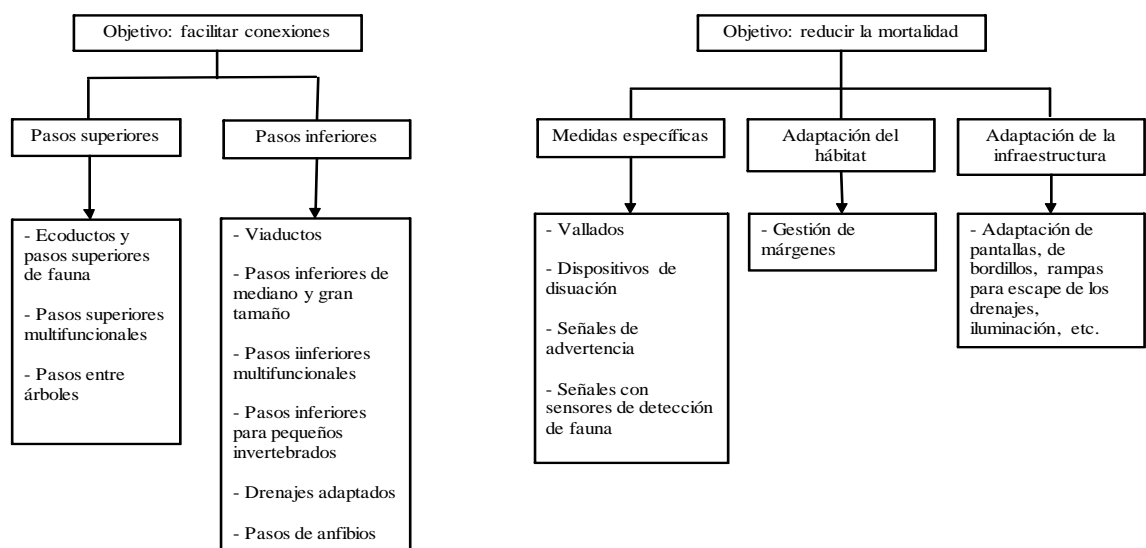 Objetivo: facilitar conexiones
Pasos superiores
- Ecoductos y
pasos superiores
de fauna
- Pasos superiores
multifuncionales
- Pasos entre
árboles
Pasos inferiores
- Viaductos
- Pasos inferiores de
mediano y gran
tamaño
- Pasos iinferiores
multifuncionales
- Pasos inferiores
para pequeños
invertebrados
- Drenajes adaptados
- Pasos de anfibios
Objetivo: reducir la mortalidad
Medidas específicas
- Vallados
- Dispositivos de
disuación
- Señales de
advertencia
- Señales con
sensores de detección
de fauna
Adaptación del
hábitat
- Gestión de
márgenes
Adaptación de la
infraestructura
- Adaptación de
pantallas, de
bordillos, rampas
para escape de los
drenajes,
iluminación, etc.